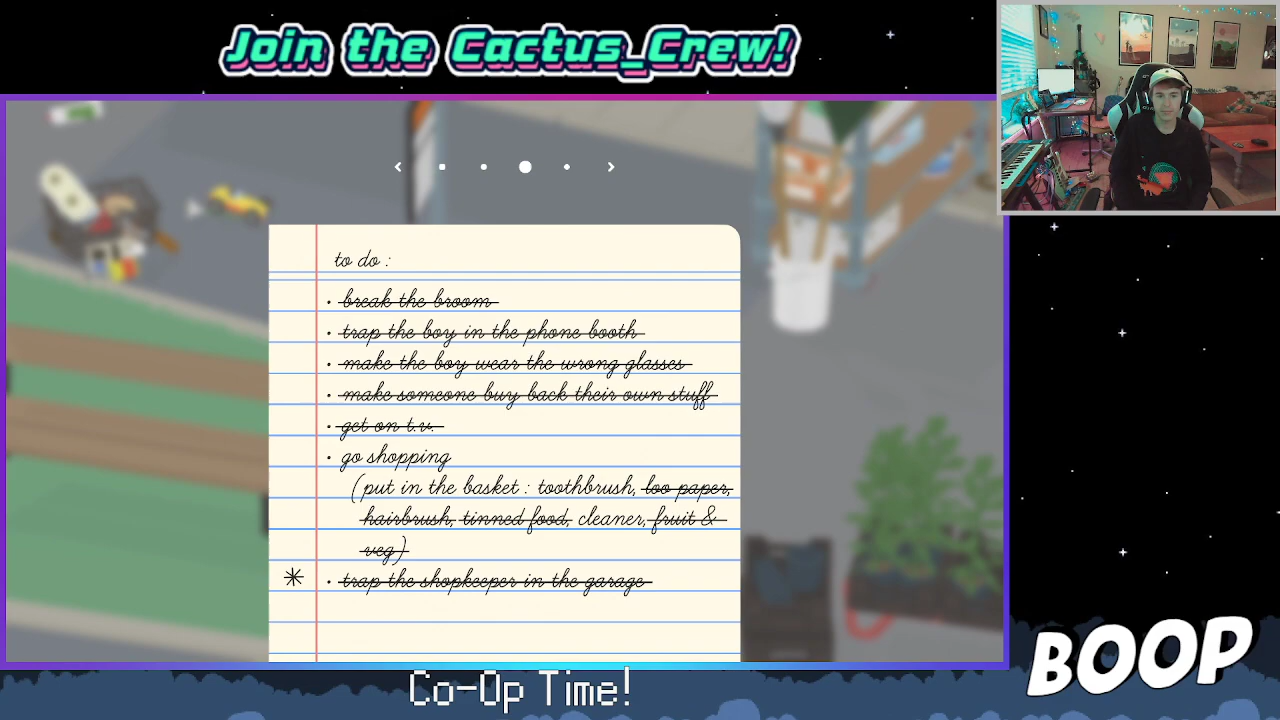 Join the Cactus_Crew!
to do :
• break the broom
• trap the boy in the phone booth
• make the boy wear the wrong glasses
• make someone buy back their own stuff
• get on t.v.
• go shopping
(put in the basket : toothbrush, loo paper,
hairbrush, tinned food, cleaner, fruit &
veg)
• trap the shopkeeper in the garage
Co-Op Time!
BOOP